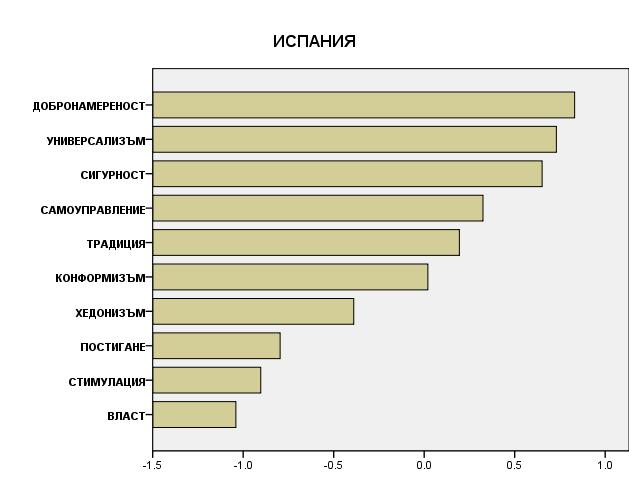 ИСПАНИЯ
ДОБРОНАМЕРЕНОСТ
УНИВЕРСАЛИЗЪМ
СИГУРНОСТ
САМОУПРАВЛЕНИЕ
ТРАДИЦИЯ
КОНФОРМИЗЪМ
ХЕДОНИЗЪМ
ПОСТИГАНЕ
СТИМУЛАЦИЯ
ВЛАСТ
-1.5 -1.0 -0.5 0.0 0.5 1.0